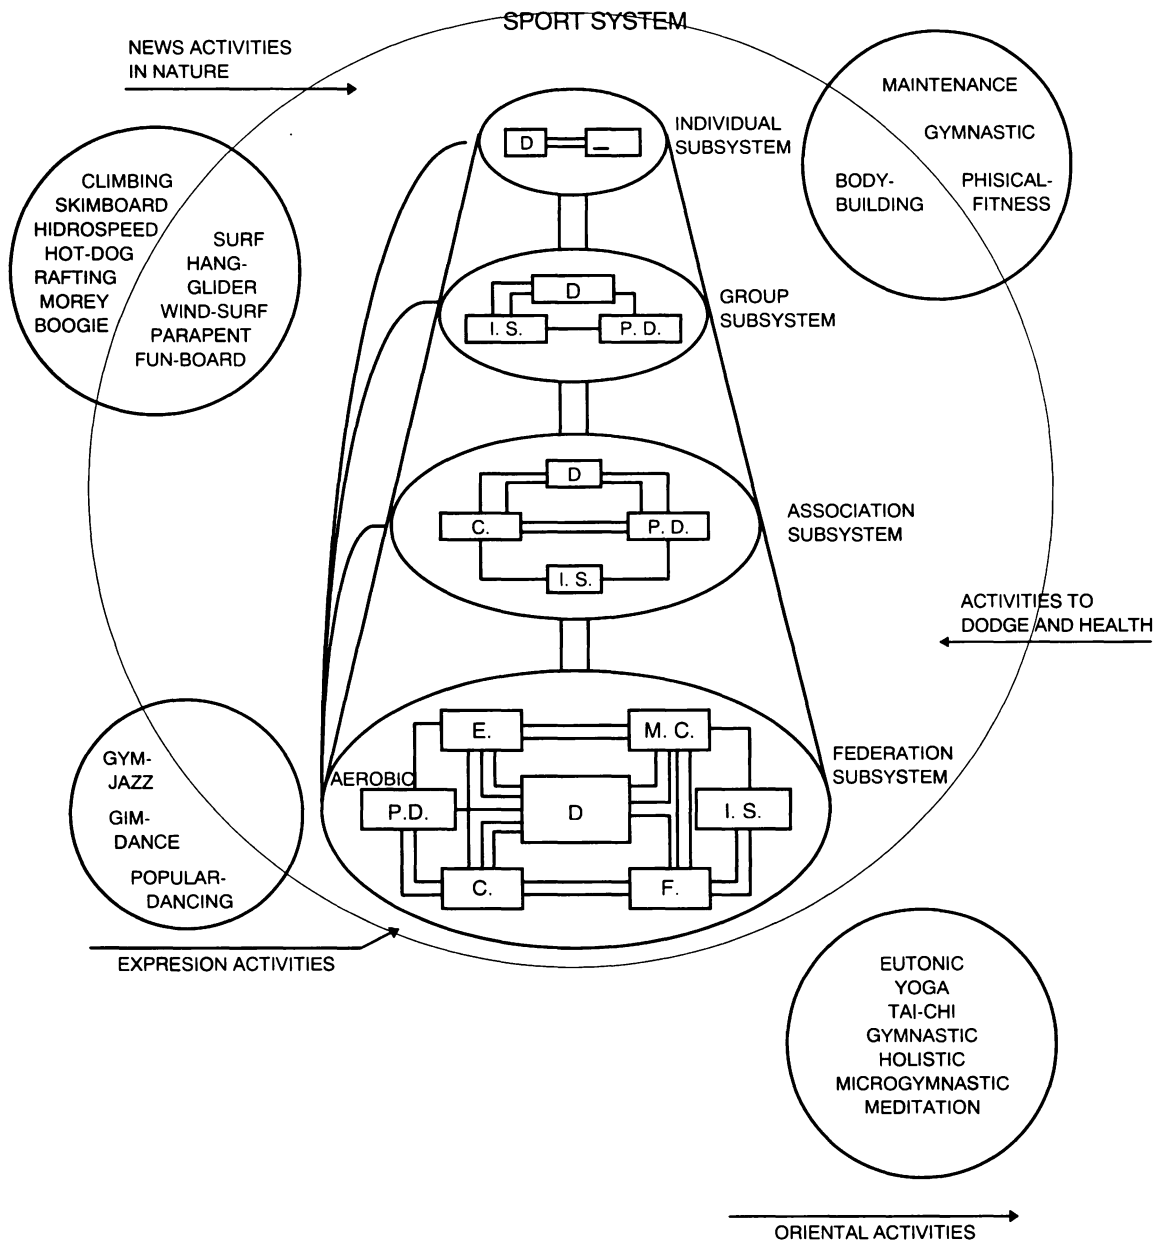 SPORT SYSTEM
NEWS ACTIVITIES
IN NATURE
MAINTENANCE
GYMNASTIC
BODY-
BUILDING
PHISICAL-
FITNESS
INDIVIDUAL
SUBSYSTEM
D
CLIMBING
SKIMBOARD
HIDROSPEED
HOT-DOG
RAFTING
MOREY
BOOGIE
SURF
HANG-
GLIDER
WIND-SURF
PARAPENT
FUN-BOARD
GROUP
SUBSYSTEM
D
I. S.
P. D.
ASSOCIATION
SUBSYSTEM
D
C.
P. D.
I. S.
ACTIVITIES TO
DODGE AND HEALTH
FEDERATION
SUBSYSTEM
E.
M. C.
AEROBIC
P.D.
D
I. S.
C.
F.
GYM-
JAZZ
GIM-
DANCE
POPULAR-
DANCING
EXPRESION ACTIVITIES
EUTONIC
YOGA
TAI-CHI
GYMNASTIC
HOLISTIC
MICROGYMNASTIC
MEDITATION
ORIENTAL ACTIVITIES